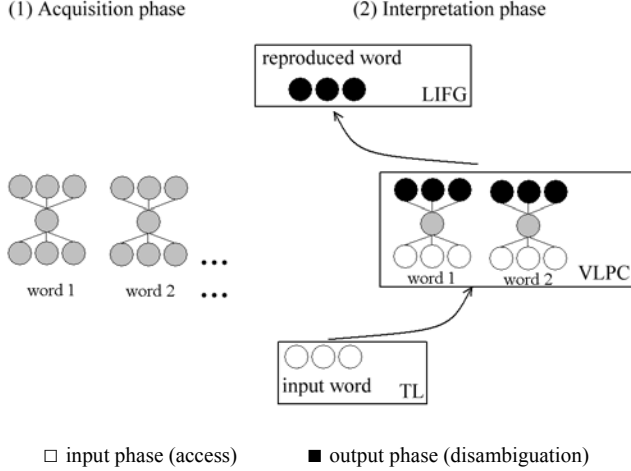 (1) Acquisition phase
(2) Interpretation phase
reproduced word
LIFG
word 1
word 2
...
...
word 1
word 2
VLPC
input word
TL
□ input phase (access)
■ output phase (disambiguation)